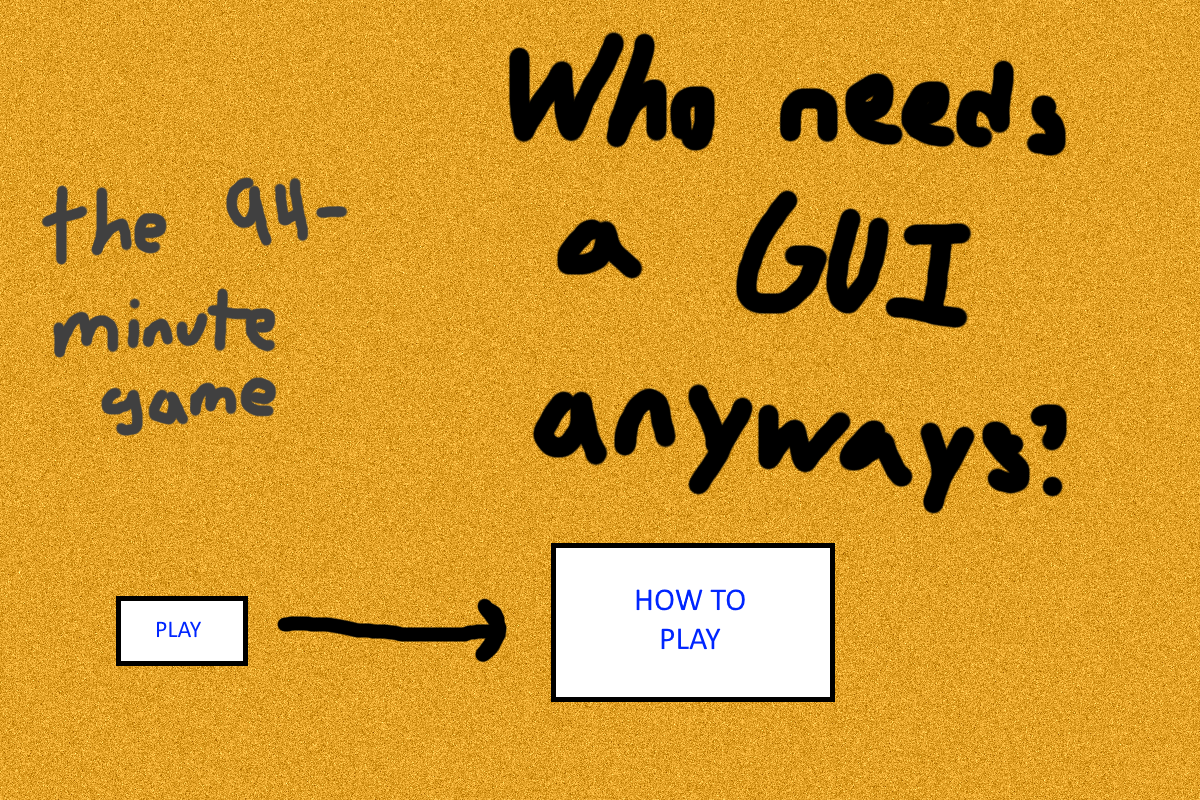 Who needs
a GUI
anyways?
the 94-
minute
game
PLAY
HOW TO
PLAY